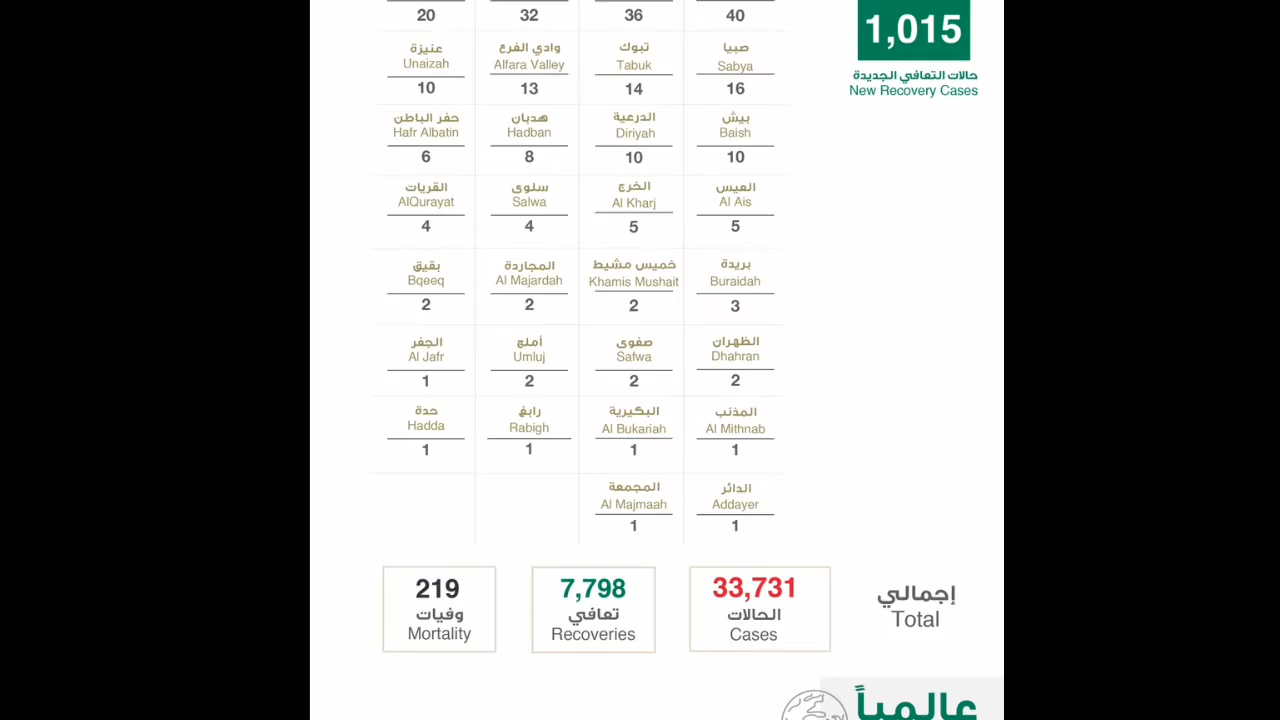 1,015
حالات التعافي الجديدة
New Recovery Cases
40
36
32
20
صبيا
Sabya
16
تبوك
Tabuk
14
وادي الفرع
Alfara Valley
13
عنيزة
Unaizah
10
بيش
Baish
10
الدرعية
Diriyah
10
هدبان
Hadban
8
حفر الباطن
Hafr Albatin
6
العيس
Al Ais
5
الخرج
Al Kharj
5
سلوى
Salwa
4
القريات
AlQurayat
4
بريدة
Buraidah
3
خميس مشيط
Khamis Mushait
2
المجاردة
Al Majardah
2
بقيق
Bqeeq
2
الظهران
Dhahran
2
صفوى
Safwa
2
أملج
Umluj
2
الجفر
Al Jafr
1
المذنب
Al Mithnab
1
البكيرية
Al Bukariah
1
رابغ
Rabigh
1
حدة
Hadda
1
الدائر
Addayer
1
المجمعة
Al Majmaah
1
إجمالي
Total
33,731
الحالات
Cases
7,798
تعافي
Recoveries
219
وفيات
Mortality
عالمياً